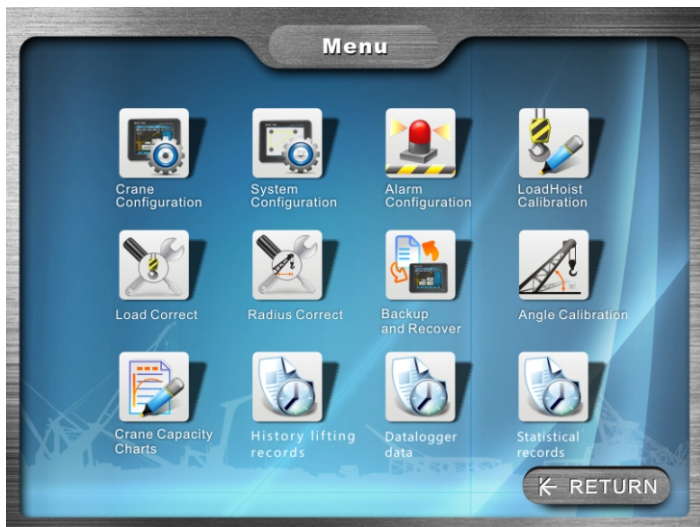 Menu
Crane
Configuration
System
Configuration
Alarm
Configuration
LoadHoist
Calibration
Load Correct
Radius Correct
Backup
and Recover
Angle Calibration
Crane Capacity
Charts
History lifting
records
Datalogger
data
Statistical
records
RETURN